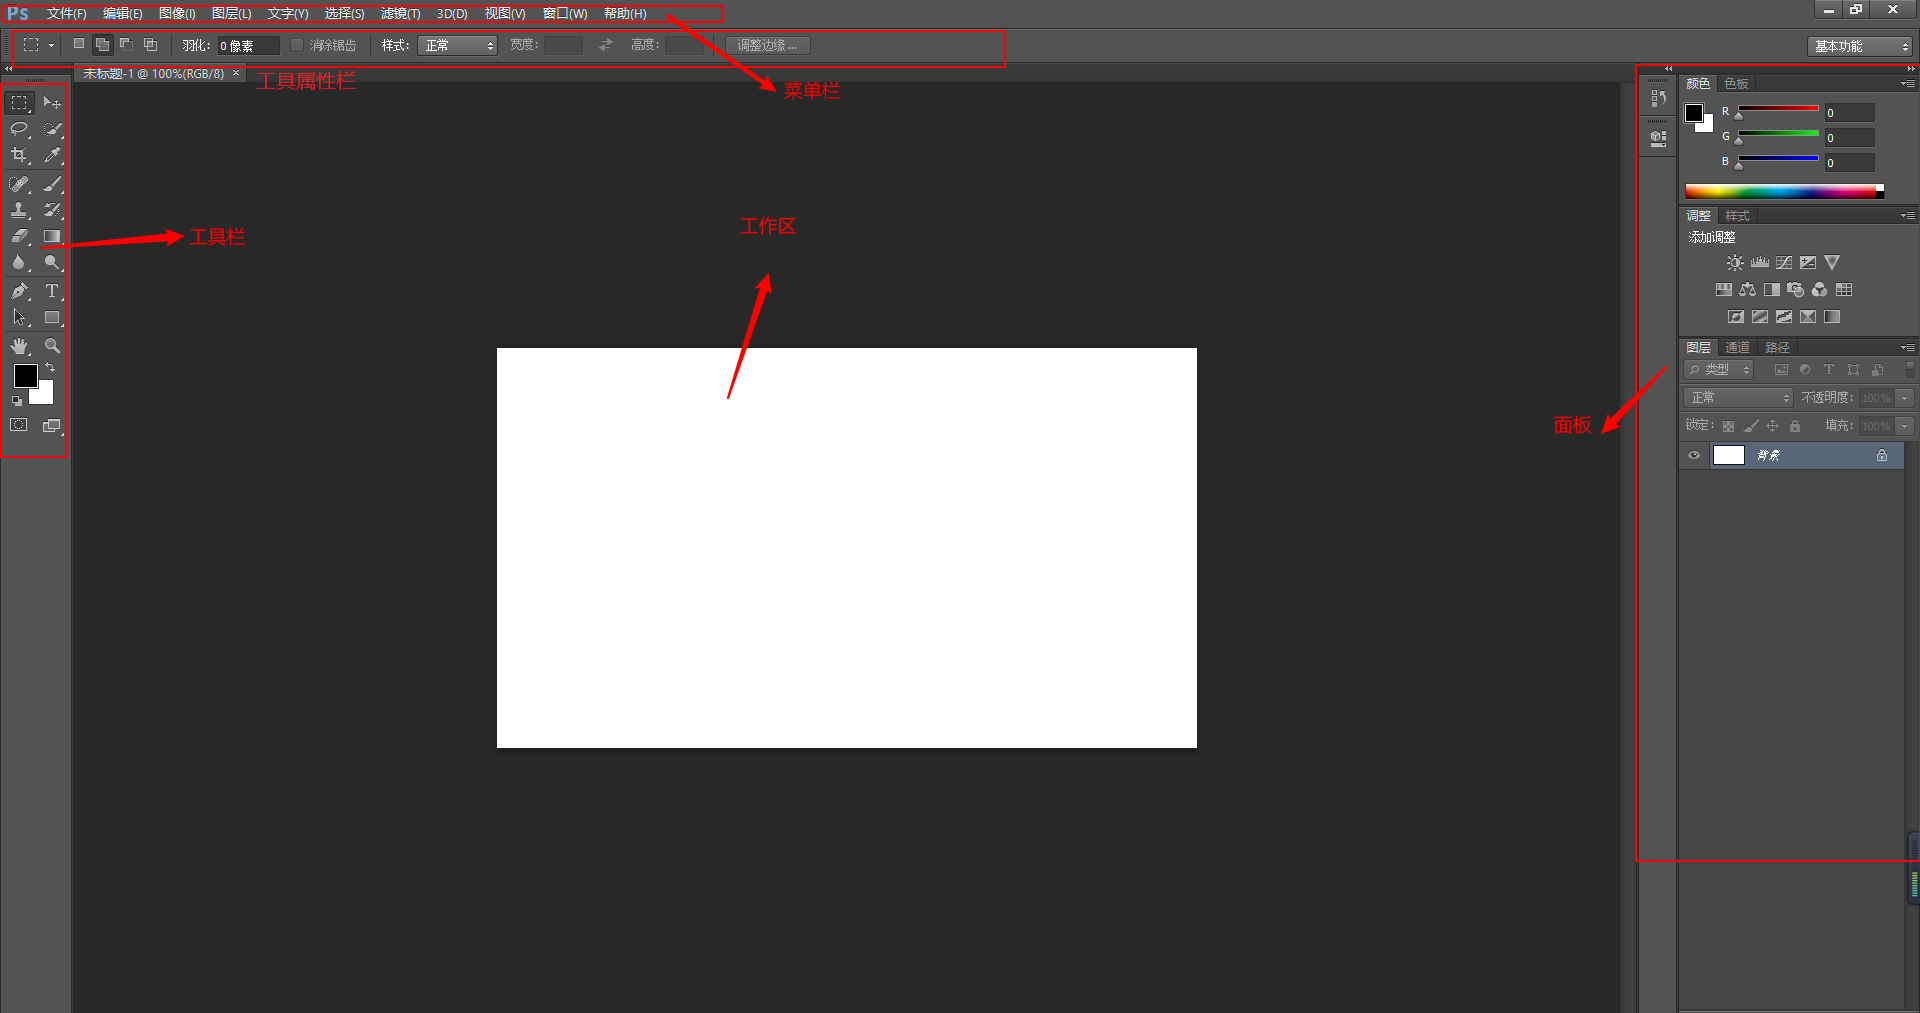 Ps 文件(F) 编辑(E) 图像(I) 图层(L) 文字(Y) 选择(S) 滤镜(T) 3D(D) 视图(V) 窗口(W) 帮助(H)
羽化: 0 像素 消除锯齿 样式: 正常 宽度: 高度: 调整边缘... 基本功能
未标题-1 @ 100%(RGB/8) ×
工具属性栏
菜单栏
工具栏
工作区
面板
颜色 色板
R 0
G 0
B 0
调整 样式
添加调整
图层 通道 路径
类型
正常 不透明度: 100%
锁定: 填充: 100%
背景